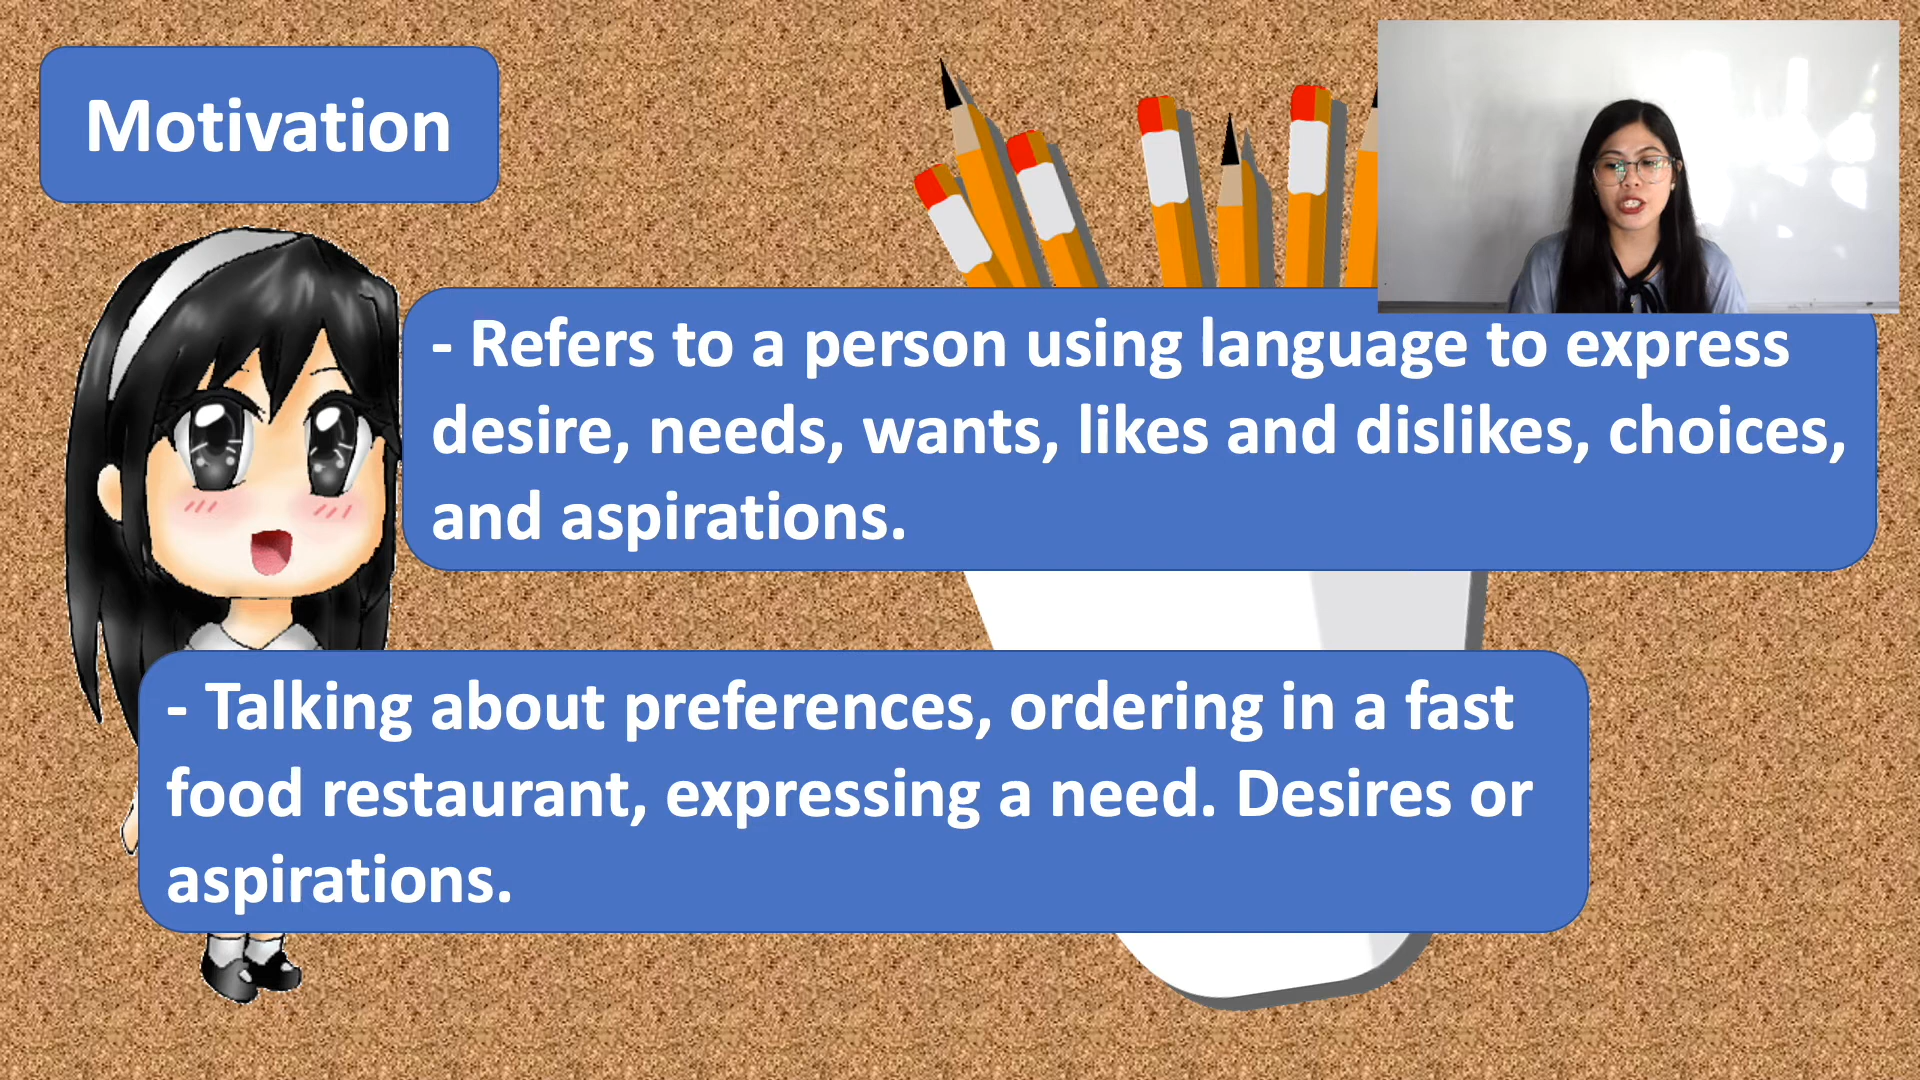 Motivation
- Refers to a person using language to express
desire, needs, wants, likes and dislikes, choices,
and aspirations.
- Talking about preferences, ordering in a fast
food restaurant, expressing a need. Desires or
aspirations.